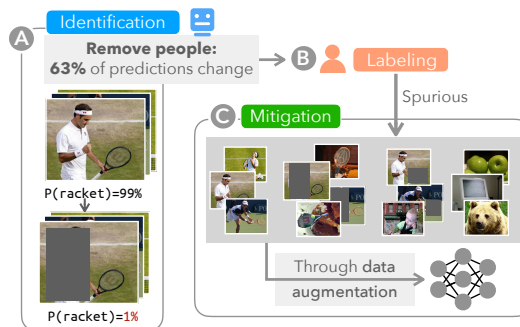 A
Identification
Remove people:
63% of predictions change
B
Labeling
Spurious
P(racket)=99%
P(racket)=1%
C
Mitigation
Through data
augmentation